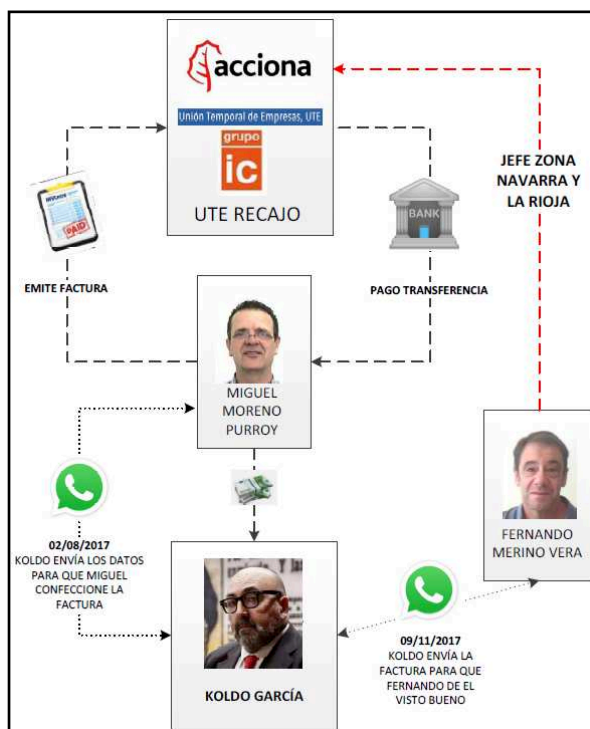 acciona
Unión Temporal de Empresas, UTE
grupo
ic
UTE RECAJO
JEFE ZONA
NAVARRA Y
LA RIOJA
PAID
BANK
EMITE FACTURA
PAGO TRANSFERENCIA
MIGUEL
MORENO
PURROY
FERNANDO
MERINO VERA
02/08/2017
KOLDO ENVÍA LOS DATOS
PARA QUE MIGUEL
CONFECCIONE LA
FACTURA
KOLDO GARCÍA
09/11/2017
KOLDO ENVÍA LA
FACTURA PARA QUE
FERNANDO DE EL
VISTO BUENO